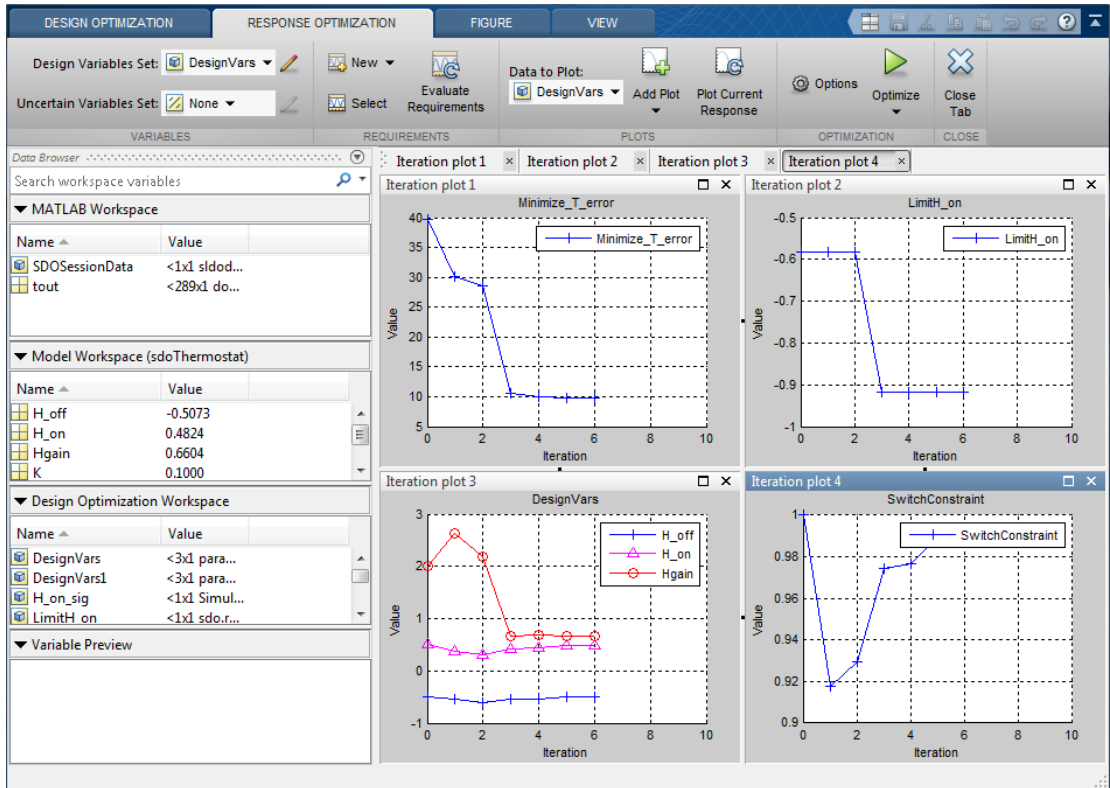 DESIGN OPTIMIZATION RESPONSE OPTIMIZATION FIGURE VIEW
Design Variables Set: DesignVars
Uncertain Variables Set: None
VARIABLES
New
Select
Evaluate
Requirements
REQUIREMENTS
Data to Plot:
DesignVars
Add Plot
Plot Current
Response
PLOTS
Options
Optimize
OPTIMIZATION
Close
Tab
CLOSE
Data Browser
Search workspace variables
MATLAB Workspace
Name Value
SDOSessionData <1x1 sldod...
tout <289x1 do...
Model Workspace (sdoThermostat)
Name Value
H_off -0.5073
H_on 0.4824
Hgain 0.6604
K 0.1000
Design Optimization Workspace
Name Value
DesignVars <3x1 para...
DesignVars1 <3x1 para...
H_on_sig <1x1 Simul...
LimitH_on <1x1 sdo.r...
Variable Preview
Iteration plot 1 × Iteration plot 2 × Iteration plot 3 × Iteration plot 4 ×
Iteration plot 1
Minimize_T_error
Minimize_T_error
40
35
30
25
20
15
10
5
Value
0 2 4 6 8 10
Iteration
Iteration plot 2
LimitH_on
LimitH_on
-0.5
-0.6
-0.7
-0.8
-0.9
-1
Value
0 2 4 6 8 10
Iteration
Iteration plot 3
DesignVars
H_off
H_on
Hgain
3
2
1
0
-1
Value
0 2 4 6 8 10
Iteration
Iteration plot 4
SwitchConstraint
SwitchConstraint
1
0.98
0.96
0.94
0.92
0.9
Value
0 2 4 6 8 10
Iteration